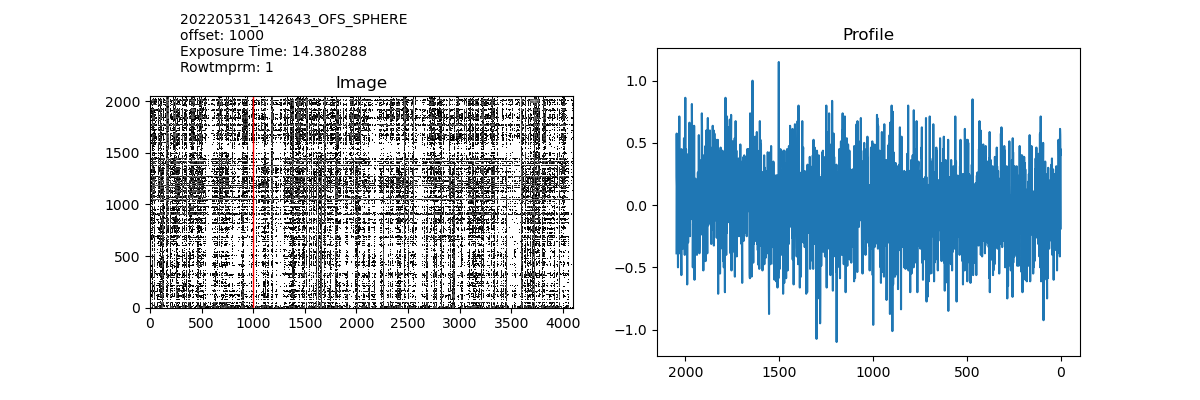 20220531_142643_OFS_SPHERE
offset: 1000
Exposure Time: 14.380288
Rowtmprm: 1
Image
2000
1500
1000
500
0
0 500 1000 1500 2000 2500 3000 3500 4000
Profile
1.0
0.5
0.0
−0.5
−1.0
2000 1500 1000 500 0